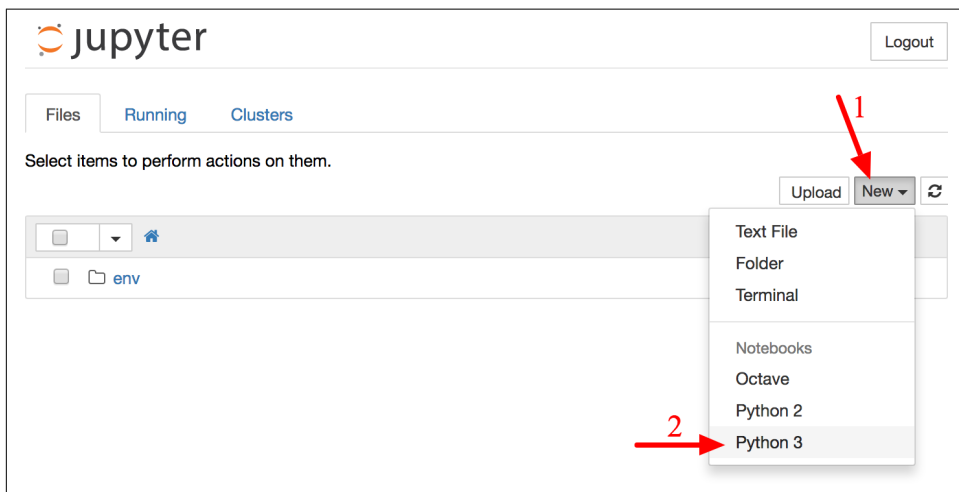 jupyter
Logout
Files Running Clusters
1
Select items to perform actions on them.
Upload New
Text File
env
Folder
Terminal
Notebooks
Octave
Python 2
2
Python 3